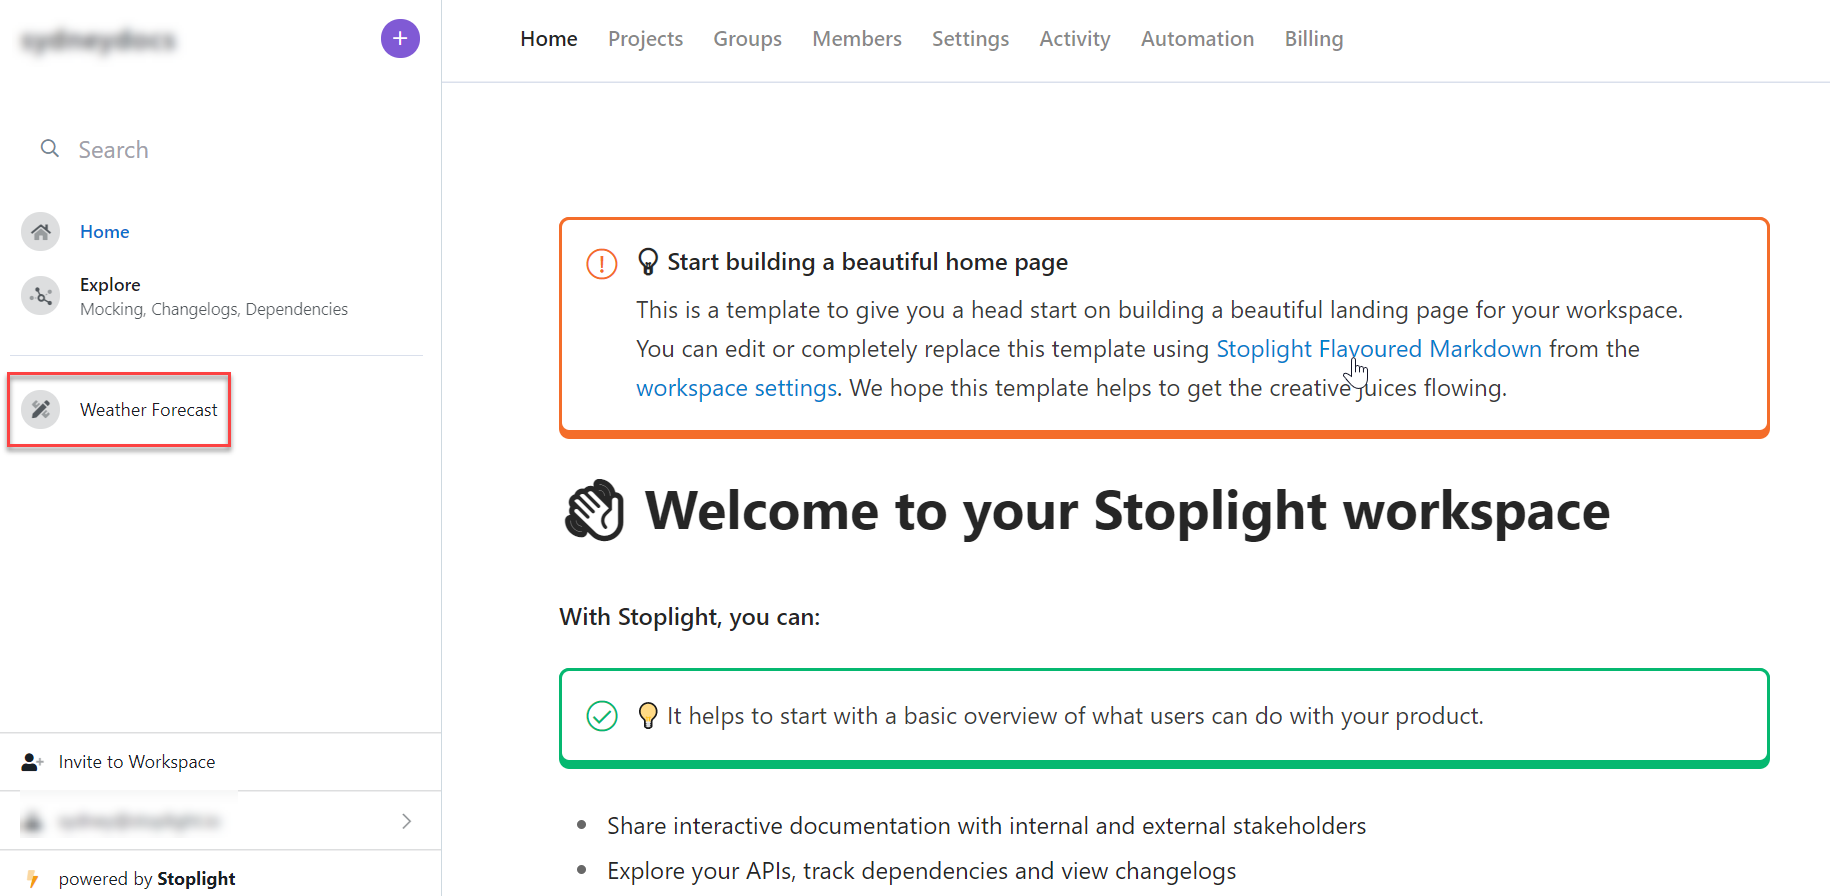 Search
Home
Explore
Mocking, Changelogs, Dependencies
Weather Forecast
Invite to Workspace
powered by Stoplight
Home Projects Groups Members Settings Activity Automation Billing
Start building a beautiful home page
This is a template to give you a head start on building a beautiful landing page for your workspace.
You can edit or completely replace this template using Stoplight Flavoured Markdown from the
workspace settings. We hope this template helps to get the creative juices flowing.
Welcome to your Stoplight workspace
With Stoplight, you can:
It helps to start with a basic overview of what users can do with your product.
Share interactive documentation with internal and external stakeholders
Explore your APIs, track dependencies and view changelogs